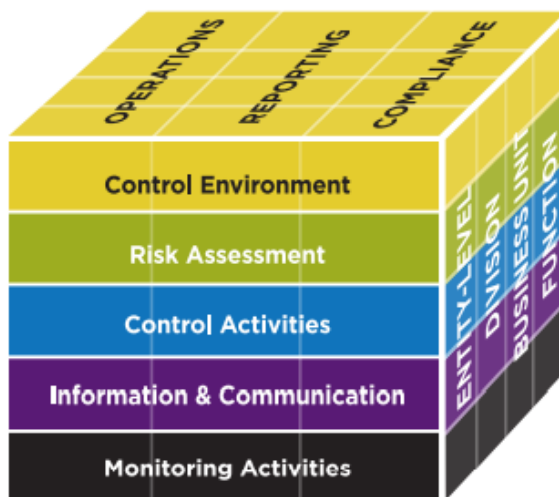 OPERATIONS
REPORTING
COMPLIANCE
Control Environment
Risk Assessment
Control Activities
Information & Communication
Monitoring Activities
ENTITY-LEVEL
DIVISION
BUSINESS UNIT
FUNCTION